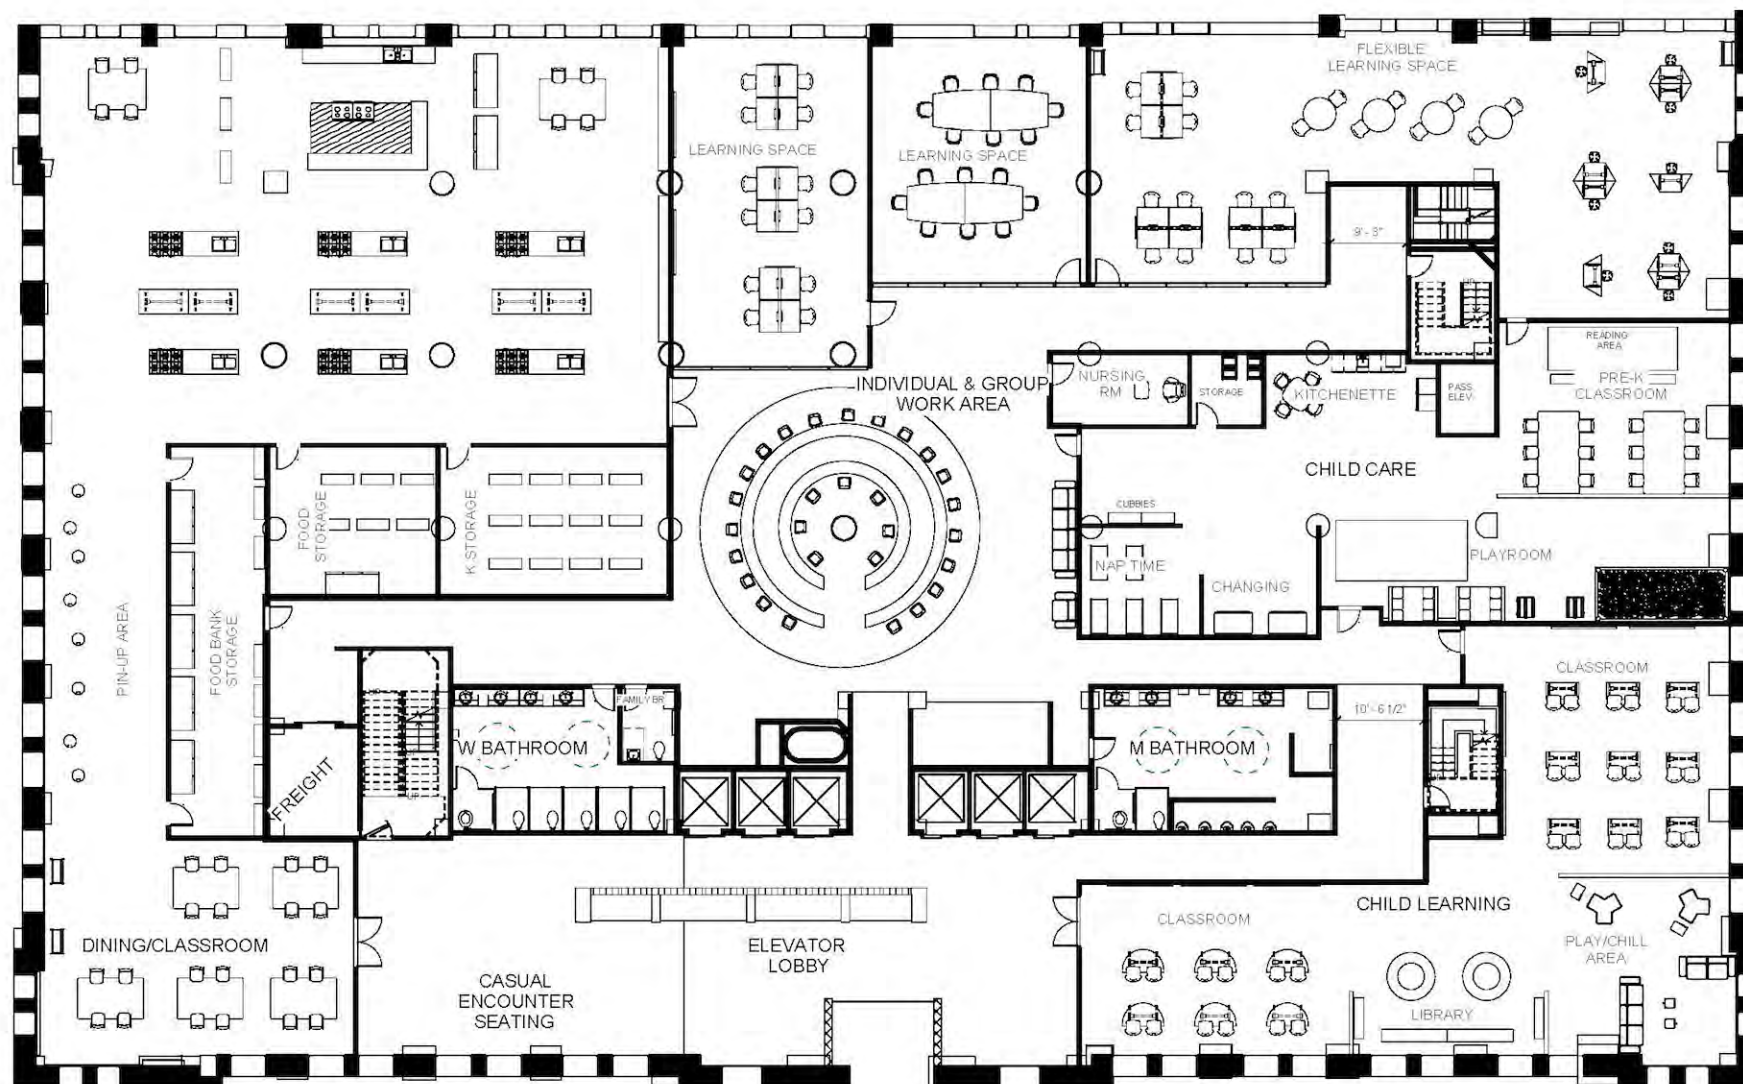 FLEXIBLE
LEARNING SPACE
LEARNING SPACE
LEARNING SPACE
9' - 3"
UP
READING
AREA
PRE-K
CLASSROOM
INDIVIDUAL & GROUP
WORK AREA
NURSING
RM
STORAGE
KITCHENETTE
PASS.
ELEV.
CHILD CARE
FOOD
STORAGE
K.STORAGE
CUBBIES
NAP TIME
CHANGING
PLAYROOM
PIN-UP AREA
FOOD BANK
STORAGE
CLASSROOM
FAMILY BR
10' - 6 1/2"
W BATHROOM
M BATHROOM
FREIGHT
UP
UP
CHILD LEARNING
CLASSROOM
DINING/CLASSROOM
ELEVATOR
LOBBY
PLAY/CHILL
AREA
CASUAL
ENCOUNTER
SEATING
LIBRARY